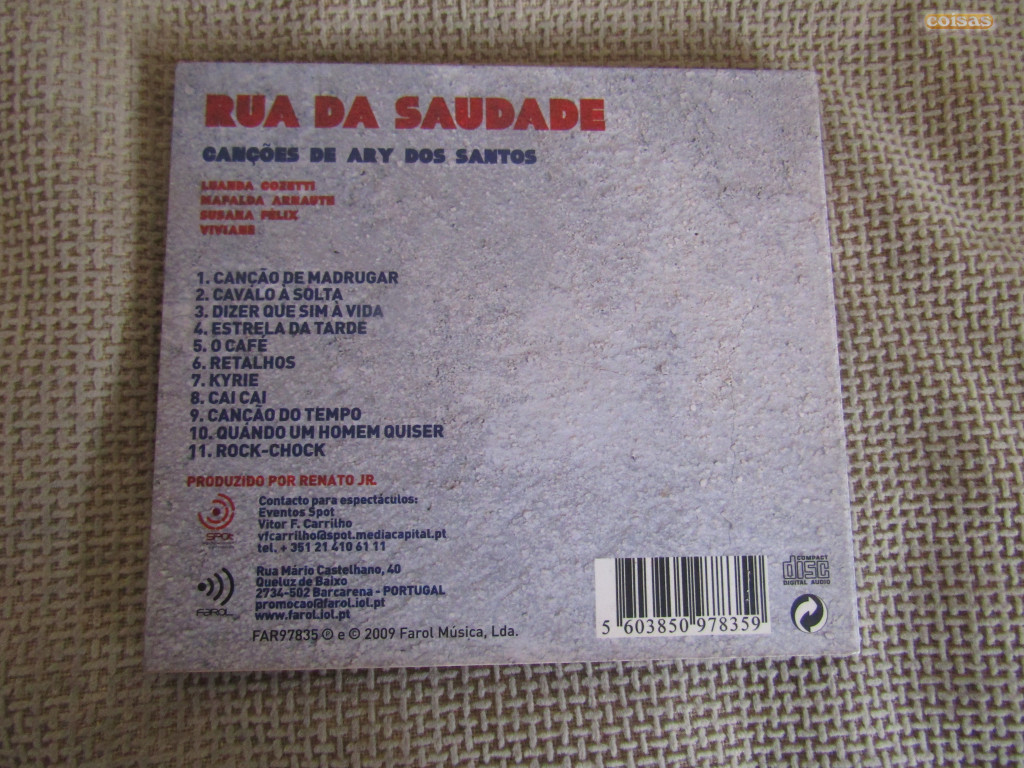 coisas
RUA DA SAUDADE
CANÇÕES DE ARY DOS SANTOS
LUANDA COZETTI
MAFALDA ARNAUTH
SUSANA FÉLIX
VIVIANE
1. CANÇÃO DE MADRUGAR
2. CAVALO À SOLTA
3. DIZER QUE SIM À VIDA
4. ESTRELA DA TARDE
5. O CAFÉ
6. RETALHOS
7. KYRIE
8. CAI CAI
9. CANÇÃO DO TEMPO
10. QUANDO UM HOMEM QUISER
11. ROCK-CHOCK
PRODUZIDO POR RENATO JR.
SPOt
Contacto para espectáculos:
Eventos Spot
Vitor F. Carrilho
vfcarrilho@spot.mediacapital.pt
tel. + 351 21 410 61 11
FAROL
Rua Mário Castelhano, 40
Queluz de Baixo
2734-502 Barcarena - PORTUGAL
promocao@farol.iol.pt
www.farol.iol.pt
FAR97835 ℗ e © 2009 Farol Música, Lda.
5 603850 978359
COMPACT
disc
DIGITAL AUDIO